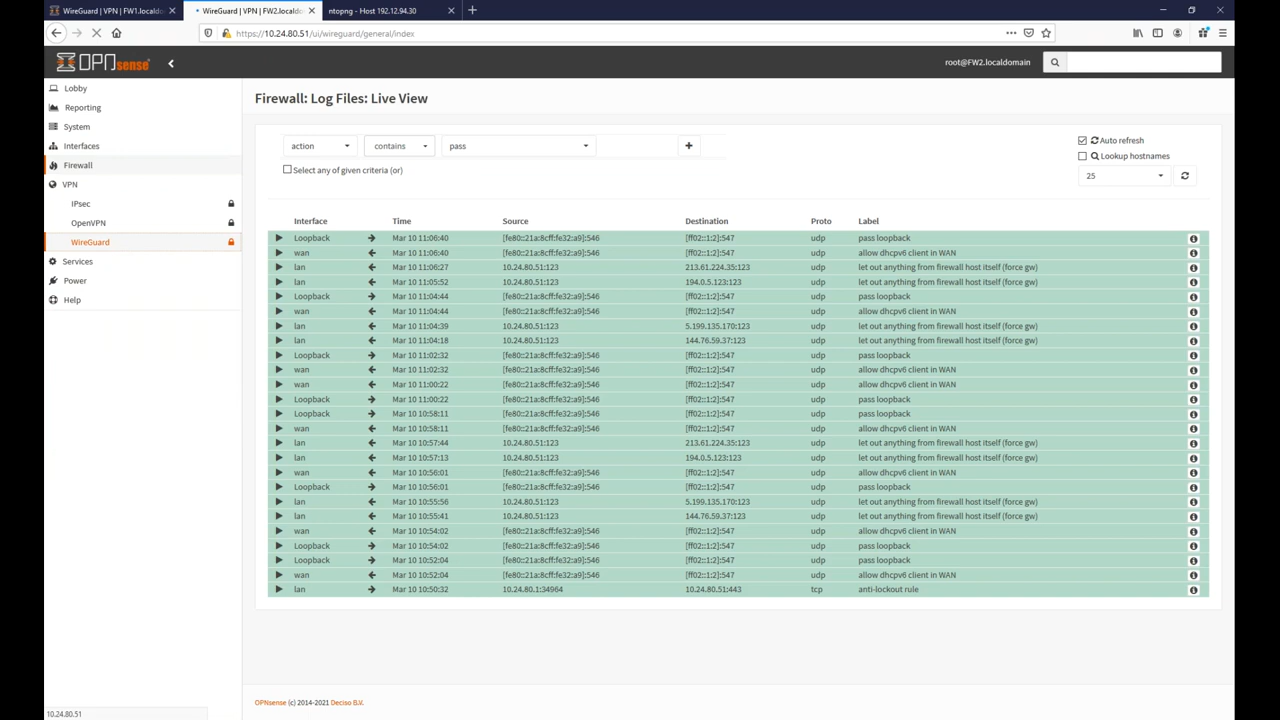 WireGuard | VPN | FW1.localdom
WireGuard | VPN | FW2.localdo
ntopng - Host 192.12.94.30
https://10.24.80.51/ui/wireguard/general/index
OPNsense
root@FW2.localdomain
Lobby
Reporting
System
Interfaces
Firewall
VPN
IPsec
OpenVPN
WireGuard
Services
Power
Help
Firewall: Log Files: Live View
action contains pass
Select any of given criteria (or)
Auto refresh
Lookup hostnames
25
Interface Time Source Destination Proto Label
Loopback Mar 10 11:06:40 [fe80::21a:8cff:fe32:a9]:546 [ff02::1:2]:547 udp pass loopback
wan Mar 10 11:06:40 [fe80::21a:8cff:fe32:a9]:546 [ff02::1:2]:547 udp allow dhcpv6 client in WAN
lan Mar 10 11:06:27 10.24.80.51:123 213.61.224.35:123 udp let out anything from firewall host itself (force gw)
lan Mar 10 11:05:52 10.24.80.51:123 194.0.5.123:123 udp let out anything from firewall host itself (force gw)
Loopback Mar 10 11:04:44 [fe80::21a:8cff:fe32:a9]:546 [ff02::1:2]:547 udp pass loopback
wan Mar 10 11:04:44 [fe80::21a:8cff:fe32:a9]:546 [ff02::1:2]:547 udp allow dhcpv6 client in WAN
lan Mar 10 11:04:39 10.24.80.51:123 5.199.135.170:123 udp let out anything from firewall host itself (force gw)
lan Mar 10 11:04:18 10.24.80.51:123 144.76.59.37:123 udp let out anything from firewall host itself (force gw)
Loopback Mar 10 11:02:32 [fe80::21a:8cff:fe32:a9]:546 [ff02::1:2]:547 udp pass loopback
wan Mar 10 11:02:32 [fe80::21a:8cff:fe32:a9]:546 [ff02::1:2]:547 udp allow dhcpv6 client in WAN
wan Mar 10 11:00:22 [fe80::21a:8cff:fe32:a9]:546 [ff02::1:2]:547 udp allow dhcpv6 client in WAN
Loopback Mar 10 11:00:22 [fe80::21a:8cff:fe32:a9]:546 [ff02::1:2]:547 udp pass loopback
Loopback Mar 10 10:58:11 [fe80::21a:8cff:fe32:a9]:546 [ff02::1:2]:547 udp pass loopback
wan Mar 10 10:58:11 [fe80::21a:8cff:fe32:a9]:546 [ff02::1:2]:547 udp allow dhcpv6 client in WAN
lan Mar 10 10:57:44 10.24.80.51:123 213.61.224.35:123 udp let out anything from firewall host itself (force gw)
lan Mar 10 10:57:13 10.24.80.51:123 194.0.5.123:123 udp let out anything from firewall host itself (force gw)
wan Mar 10 10:56:01 [fe80::21a:8cff:fe32:a9]:546 [ff02::1:2]:547 udp allow dhcpv6 client in WAN
Loopback Mar 10 10:56:01 [fe80::21a:8cff:fe32:a9]:546 [ff02::1:2]:547 udp pass loopback
lan Mar 10 10:55:56 10.24.80.51:123 5.199.135.170:123 udp let out anything from firewall host itself (force gw)
lan Mar 10 10:55:41 10.24.80.51:123 144.76.59.37:123 udp let out anything from firewall host itself (force gw)
wan Mar 10 10:54:02 [fe80::21a:8cff:fe32:a9]:546 [ff02::1:2]:547 udp allow dhcpv6 client in WAN
Loopback Mar 10 10:54:02 [fe80::21a:8cff:fe32:a9]:546 [ff02::1:2]:547 udp pass loopback
Loopback Mar 10 10:52:04 [fe80::21a:8cff:fe32:a9]:546 [ff02::1:2]:547 udp pass loopback
wan Mar 10 10:52:04 [fe80::21a:8cff:fe32:a9]:546 [ff02::1:2]:547 udp allow dhcpv6 client in WAN
lan Mar 10 10:50:32 10.24.80.1:34964 10.24.80.51:443 tcp anti-lockout rule
OPNsense (c) 2014-2021 Deciso B.V.
10.24.80.51